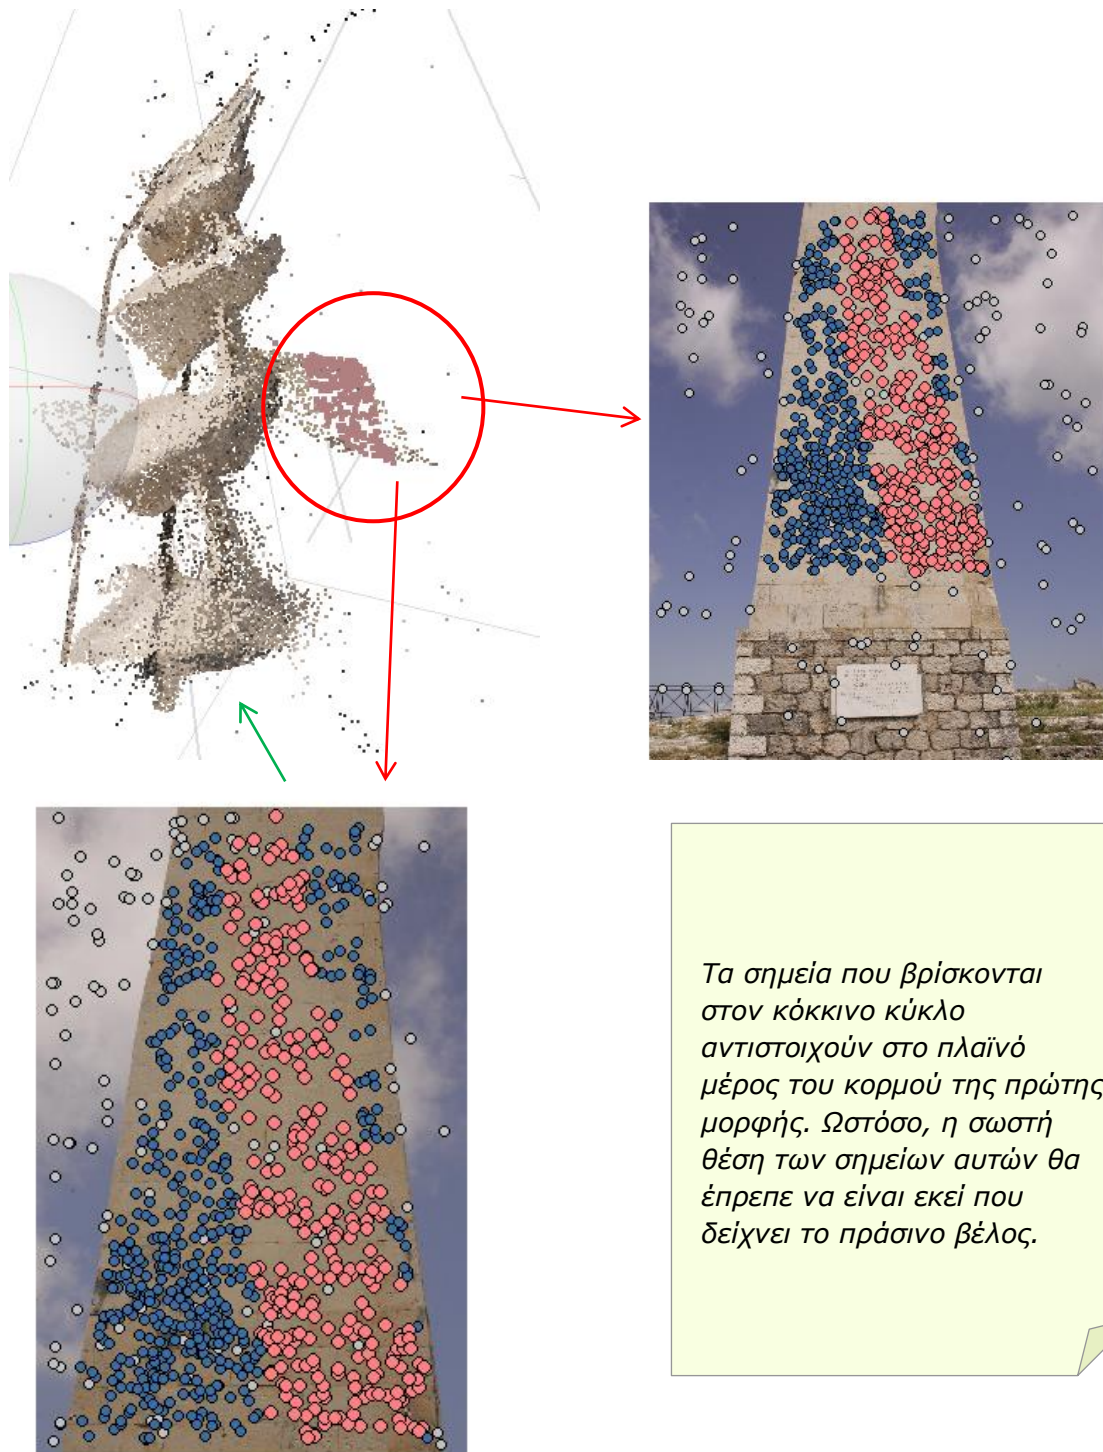 Τα σημεία που βρίσκονται
στον κόκκινο κύκλο
αντιστοιχούν στο πλαϊνό
μέρος του κορμού της πρώτης
μορφής. Ωστόσο, η σωστή
θέση των σημείων αυτών θα
έπρεπε να είναι εκεί που
δείχνει το πράσινο βέλος.